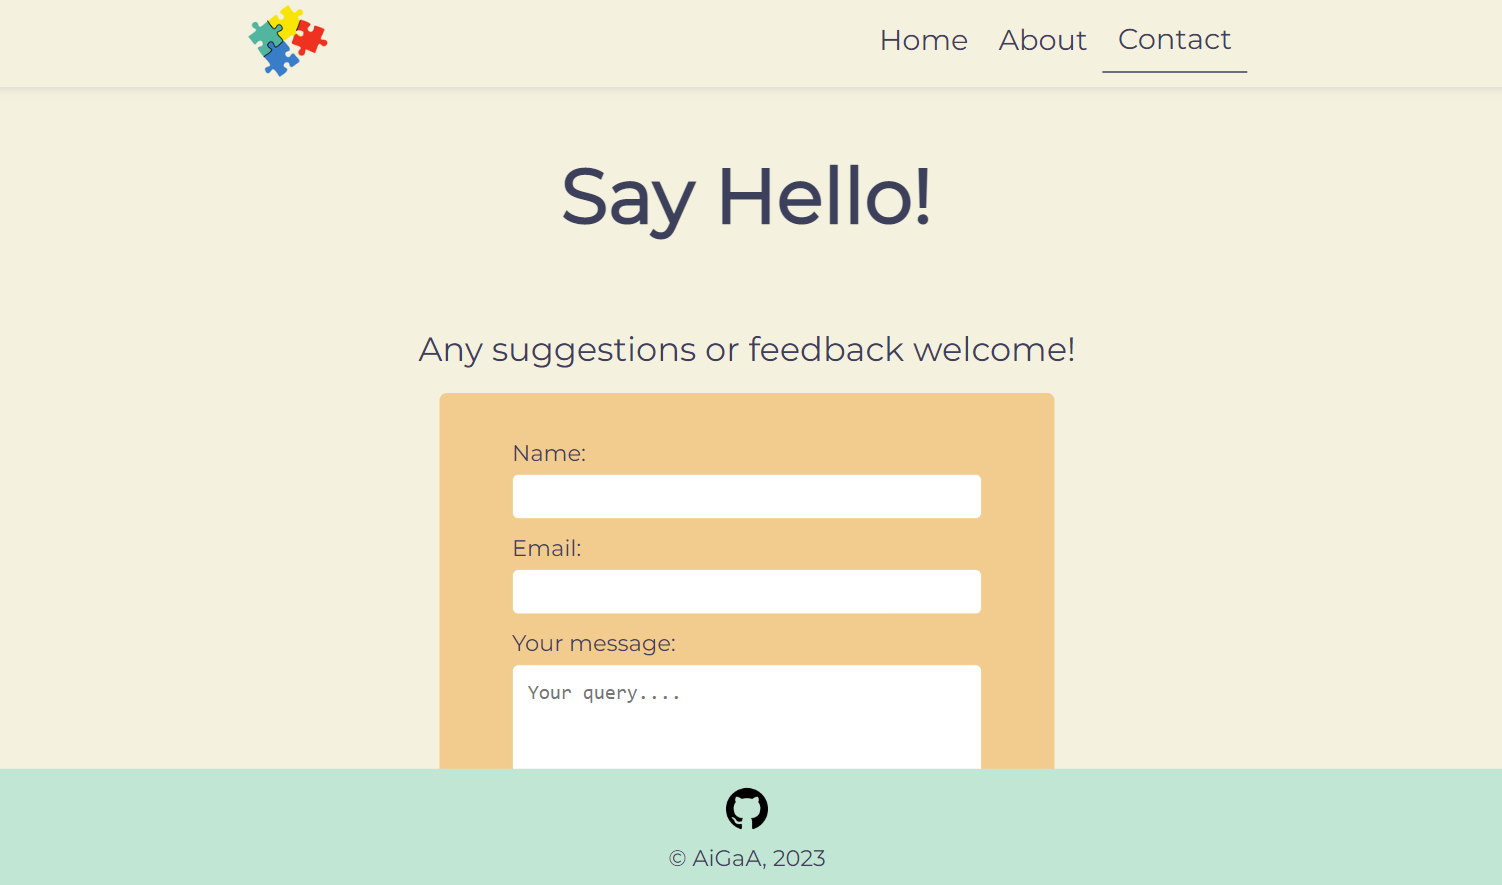 Home About Contact
Say Hello!
Any suggestions or feedback welcome!
Name:
Email:
Your message:
Your query....
© AiGaA, 2023